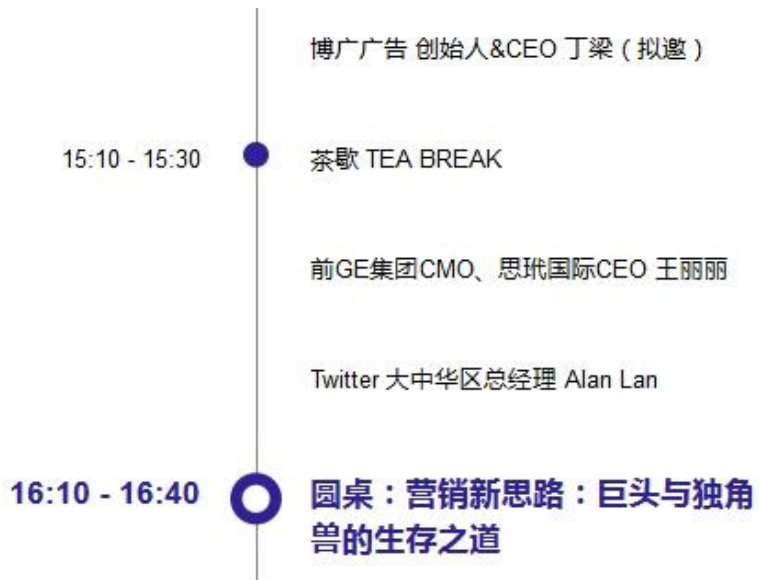 博广广告 创始人&CEO 丁梁（拟邀）
15:10 - 15:30
茶歇 TEA BREAK
前GE集团CMO、思玳国际CEO 王丽丽
Twitter 大中华区总经理 Alan Lan
16:10 - 16:40
圆桌：营销新思路：巨头与独角
兽的生存之道